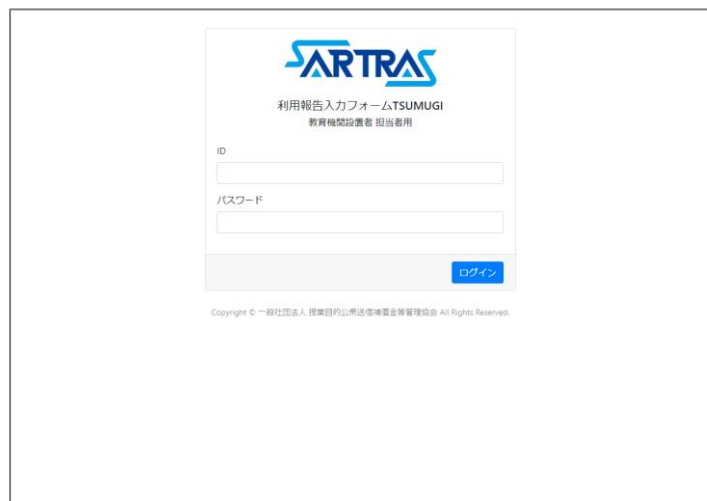 SARTRAS
利用報告入力フォームTSUMUGI
教育機関設置者 担当者用
ID
パスワード
ログイン
Copyright © 一般社団法人 授業目的公衆送信補償金等管理協会 All Rights Reserved.